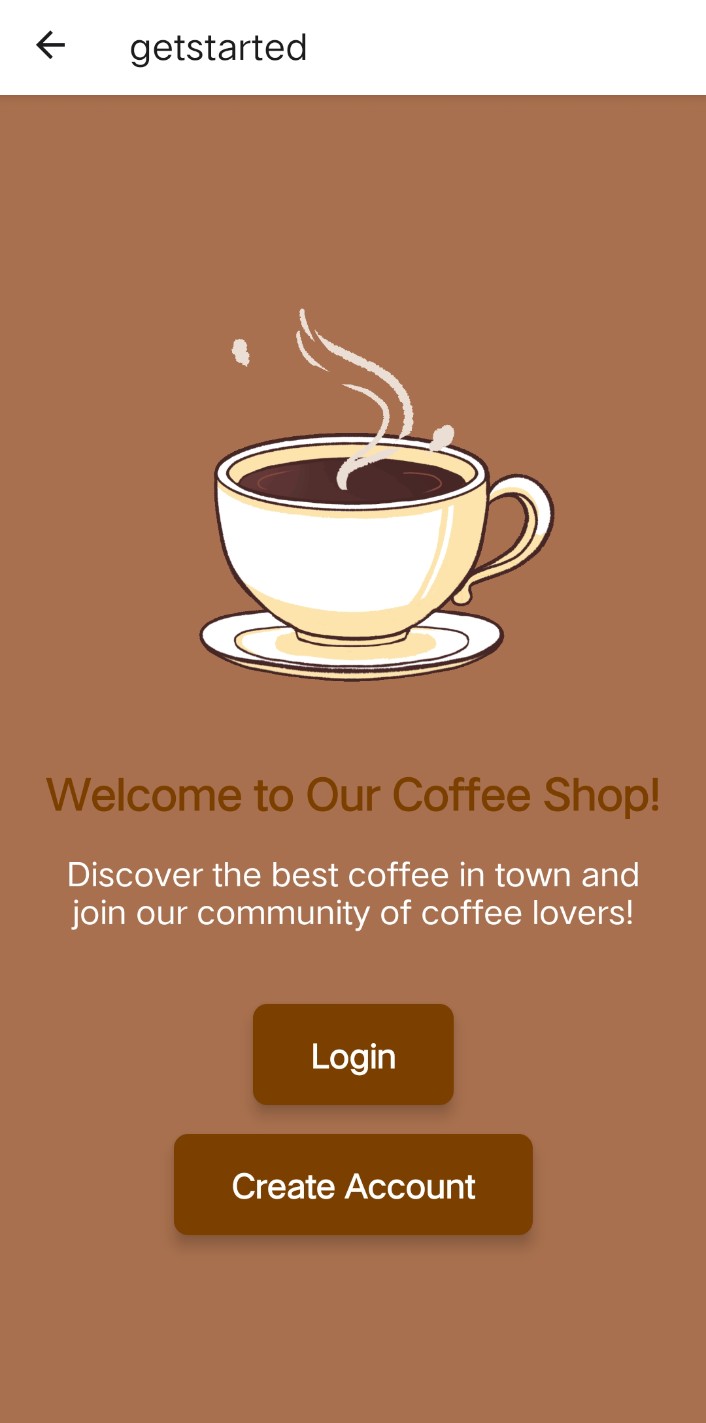 getstarted
Welcome to Our Coffee Shop!
Discover the best coffee in town and
join our community of coffee lovers!
Login
Create Account